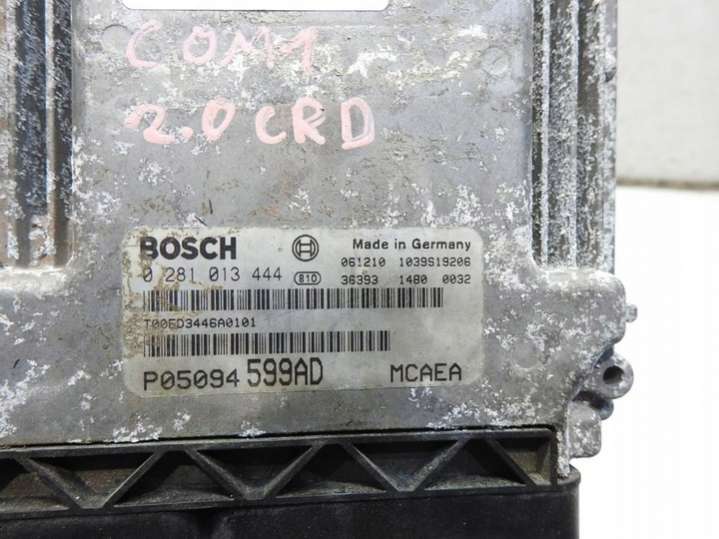 COM1
2.0 CRD
BOSCH Made in Germany
0 281 013 444 810 061210 1039S19206
36393 1480 0032
T006D3446A0101
P05094 599AD MCAEA